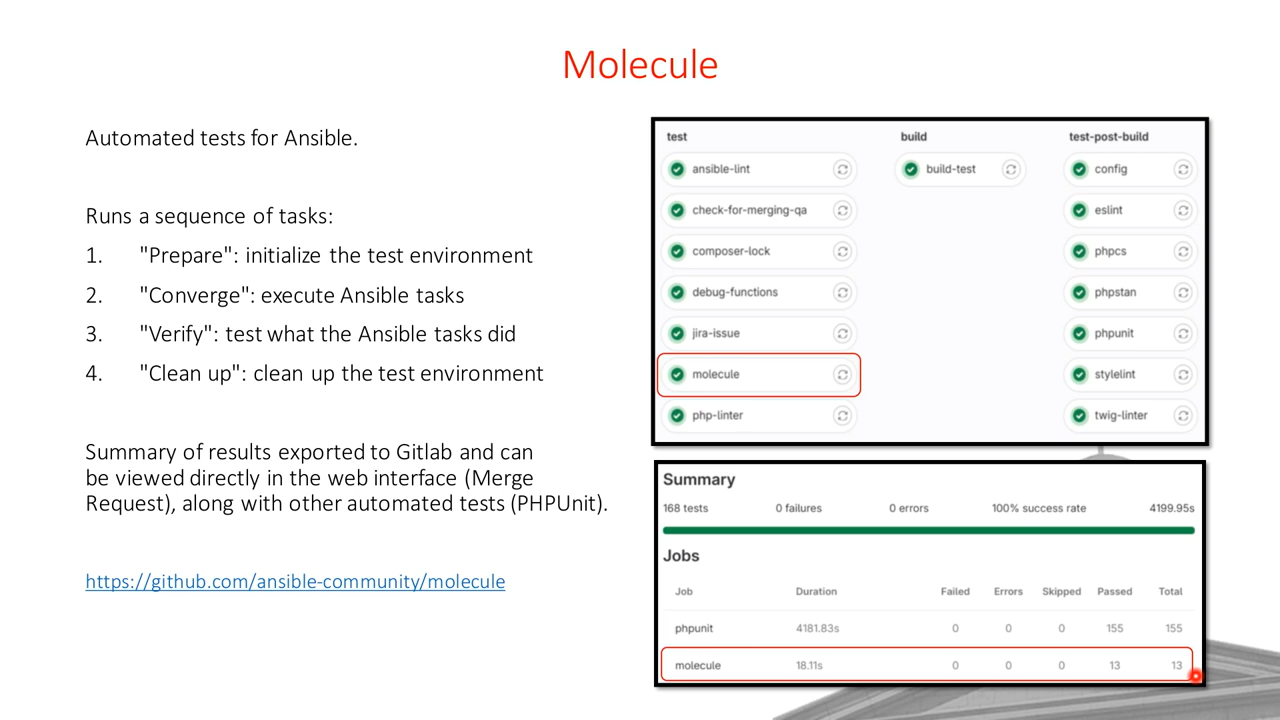 Molecule
Automated tests for Ansible.
Runs a sequence of tasks:
1. "Prepare": initialize the test environment
2. "Converge": execute Ansible tasks
3. "Verify": test what the Ansible tasks did
4. "Clean up": clean up the test environment
Summary of results exported to Gitlab and can
be viewed directly in the web interface (Merge
Request), along with other automated tests (PHPUnit).
https://github.com/ansible-community/molecule
test build test-post-build
ansible-lint build-test config
check-for-merging-qa eslint
composer-lock phpcs
debug-functions phpstan
jira-issue phpunit
molecule stylelint
php-linter twig-linter
Summary
168 tests 0 failures 0 errors 100% success rate 4199.95s
Jobs
Job Duration Failed Errors Skipped Passed Total
phpunit 4181.83s 0 0 0 155 155
molecule 18.11s 0 0 0 13 13